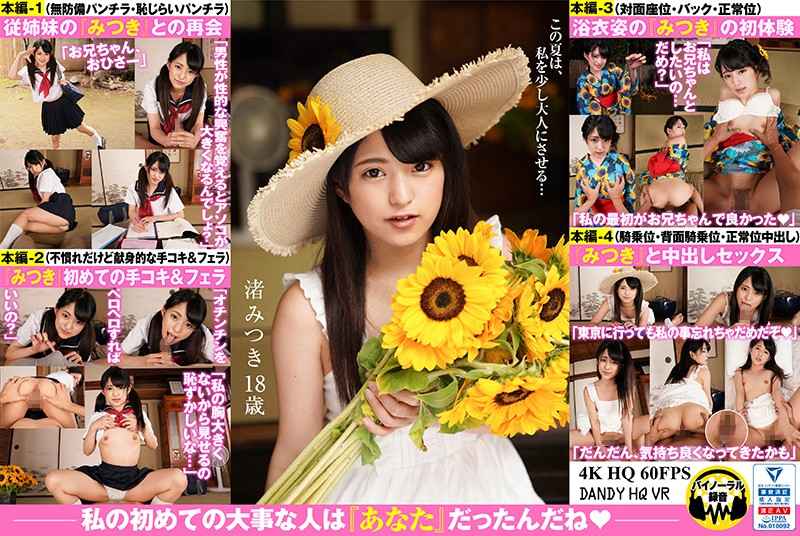 本編-1(無防備パンチラ・恥じらいパンチラ)
従姉妹の『みつき』との再会
「お兄ちゃん、おひさー」
「男性が性的な興奮を覚えるとアソコが大きくなるんでしょ?」
本編-2(不慣れだけど献身的な手コキ&フェラ)
『みつき』初めての手コキ&フェラ
「オチンチンをペロペロすればいいの?」
「私の胸大きくないから見せるの恥ずかしいな…」
この夏は、
私を少し大人にさせる…
渚みつき 18歳
本編-3(対面座位・バック・正常位)
浴衣姿の『みつき』の初体験
「私はお兄ちゃんとしたいの…だめ?」
「私の最初がお兄ちゃんで良かった♥」
本編-4(騎乗位・背面騎乗位・正常位中出し)
『みつき』と中出しセックス
「東京に行っても私の事忘れちゃだめだぞ♥」
「だんだん、気持ち良くなってきたかも」
4K HQ 60FPS
DANDY HQ VR
バイノーラル
録音
審査済
適正AV
IPPA
No.010092
私の初めての大事な人は『あなた』だったんだね♥